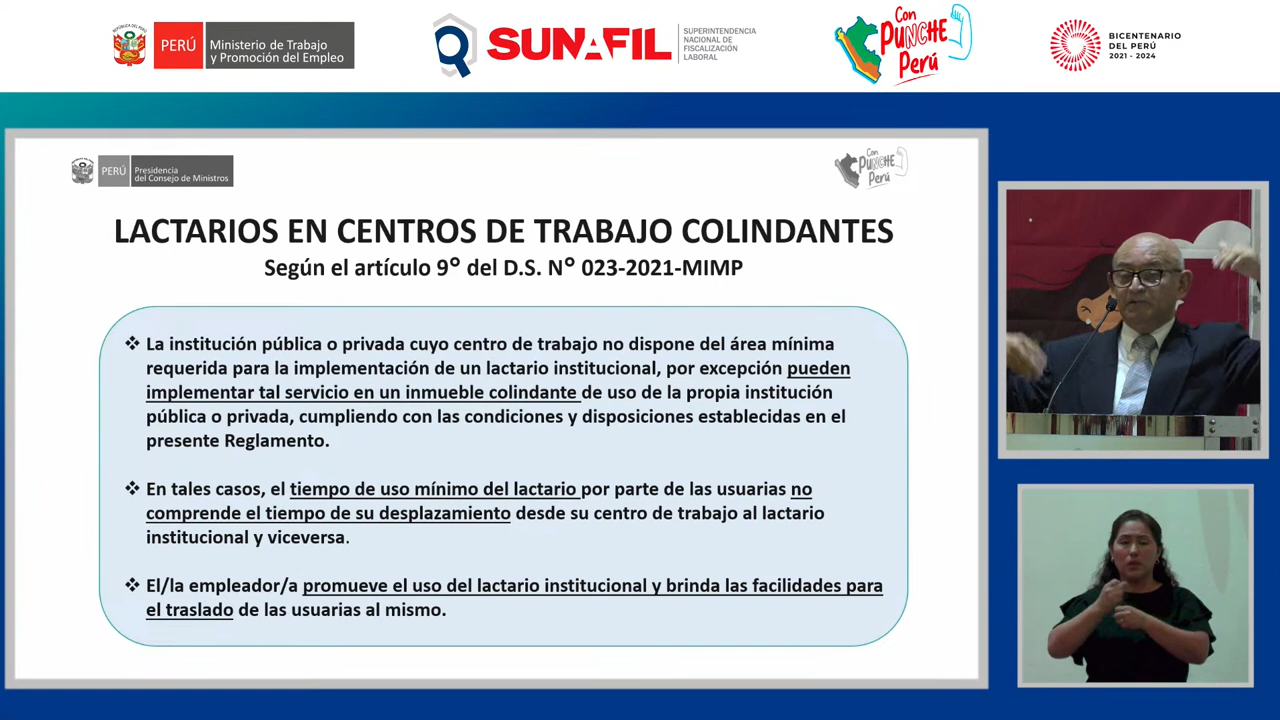 PERÚ
Ministerio de Trabajo
y Promoción del Empleo
SUNAFIL
SUPERINTENDENCIA
NACIONAL DE
FISCALIZACIÓN
LABORAL
Con
PUNCHE
Perú
BICENTENARIO
DEL PERÚ
2021 - 2024
PERÚ
Presidencia
del Consejo de Ministros
Con
PUNCHE
Perú
LACTARIOS EN CENTROS DE TRABAJO COLINDANTES
Según el artículo 9° del D.S. N° 023-2021-MIMP
❖ La institución pública o privada cuyo centro de trabajo no dispone del área mínima
requerida para la implementación de un lactario institucional, por excepción pueden
implementar tal servicio en un inmueble colindante de uso de la propia institución
pública o privada, cumpliendo con las condiciones y disposiciones establecidas en el
presente Reglamento.
❖ En tales casos, el tiempo de uso mínimo del lactario por parte de las usuarias no
comprende el tiempo de su desplazamiento desde su centro de trabajo al lactario
institucional y viceversa.
❖ El/la empleador/a promueve el uso del lactario institucional y brinda las facilidades para
el traslado de las usuarias al mismo.